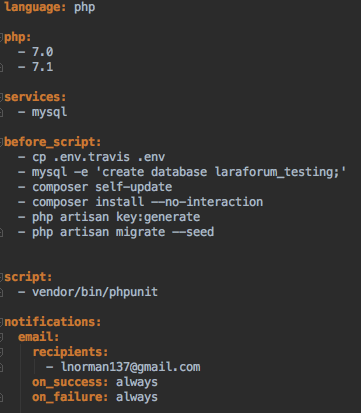 language: php
php:
- 7.0
- 7.1
services:
- mysql
before_script:
- cp .env.travis .env
- mysql -e 'create database laraforum_testing;'
- composer self-update
- composer install --no-interaction
- php artisan key:generate
- php artisan migrate --seed
script:
- vendor/bin/phpunit
notifications:
email:
recipients:
- lnorman137@gmail.com
on_success: always
on_failure: always